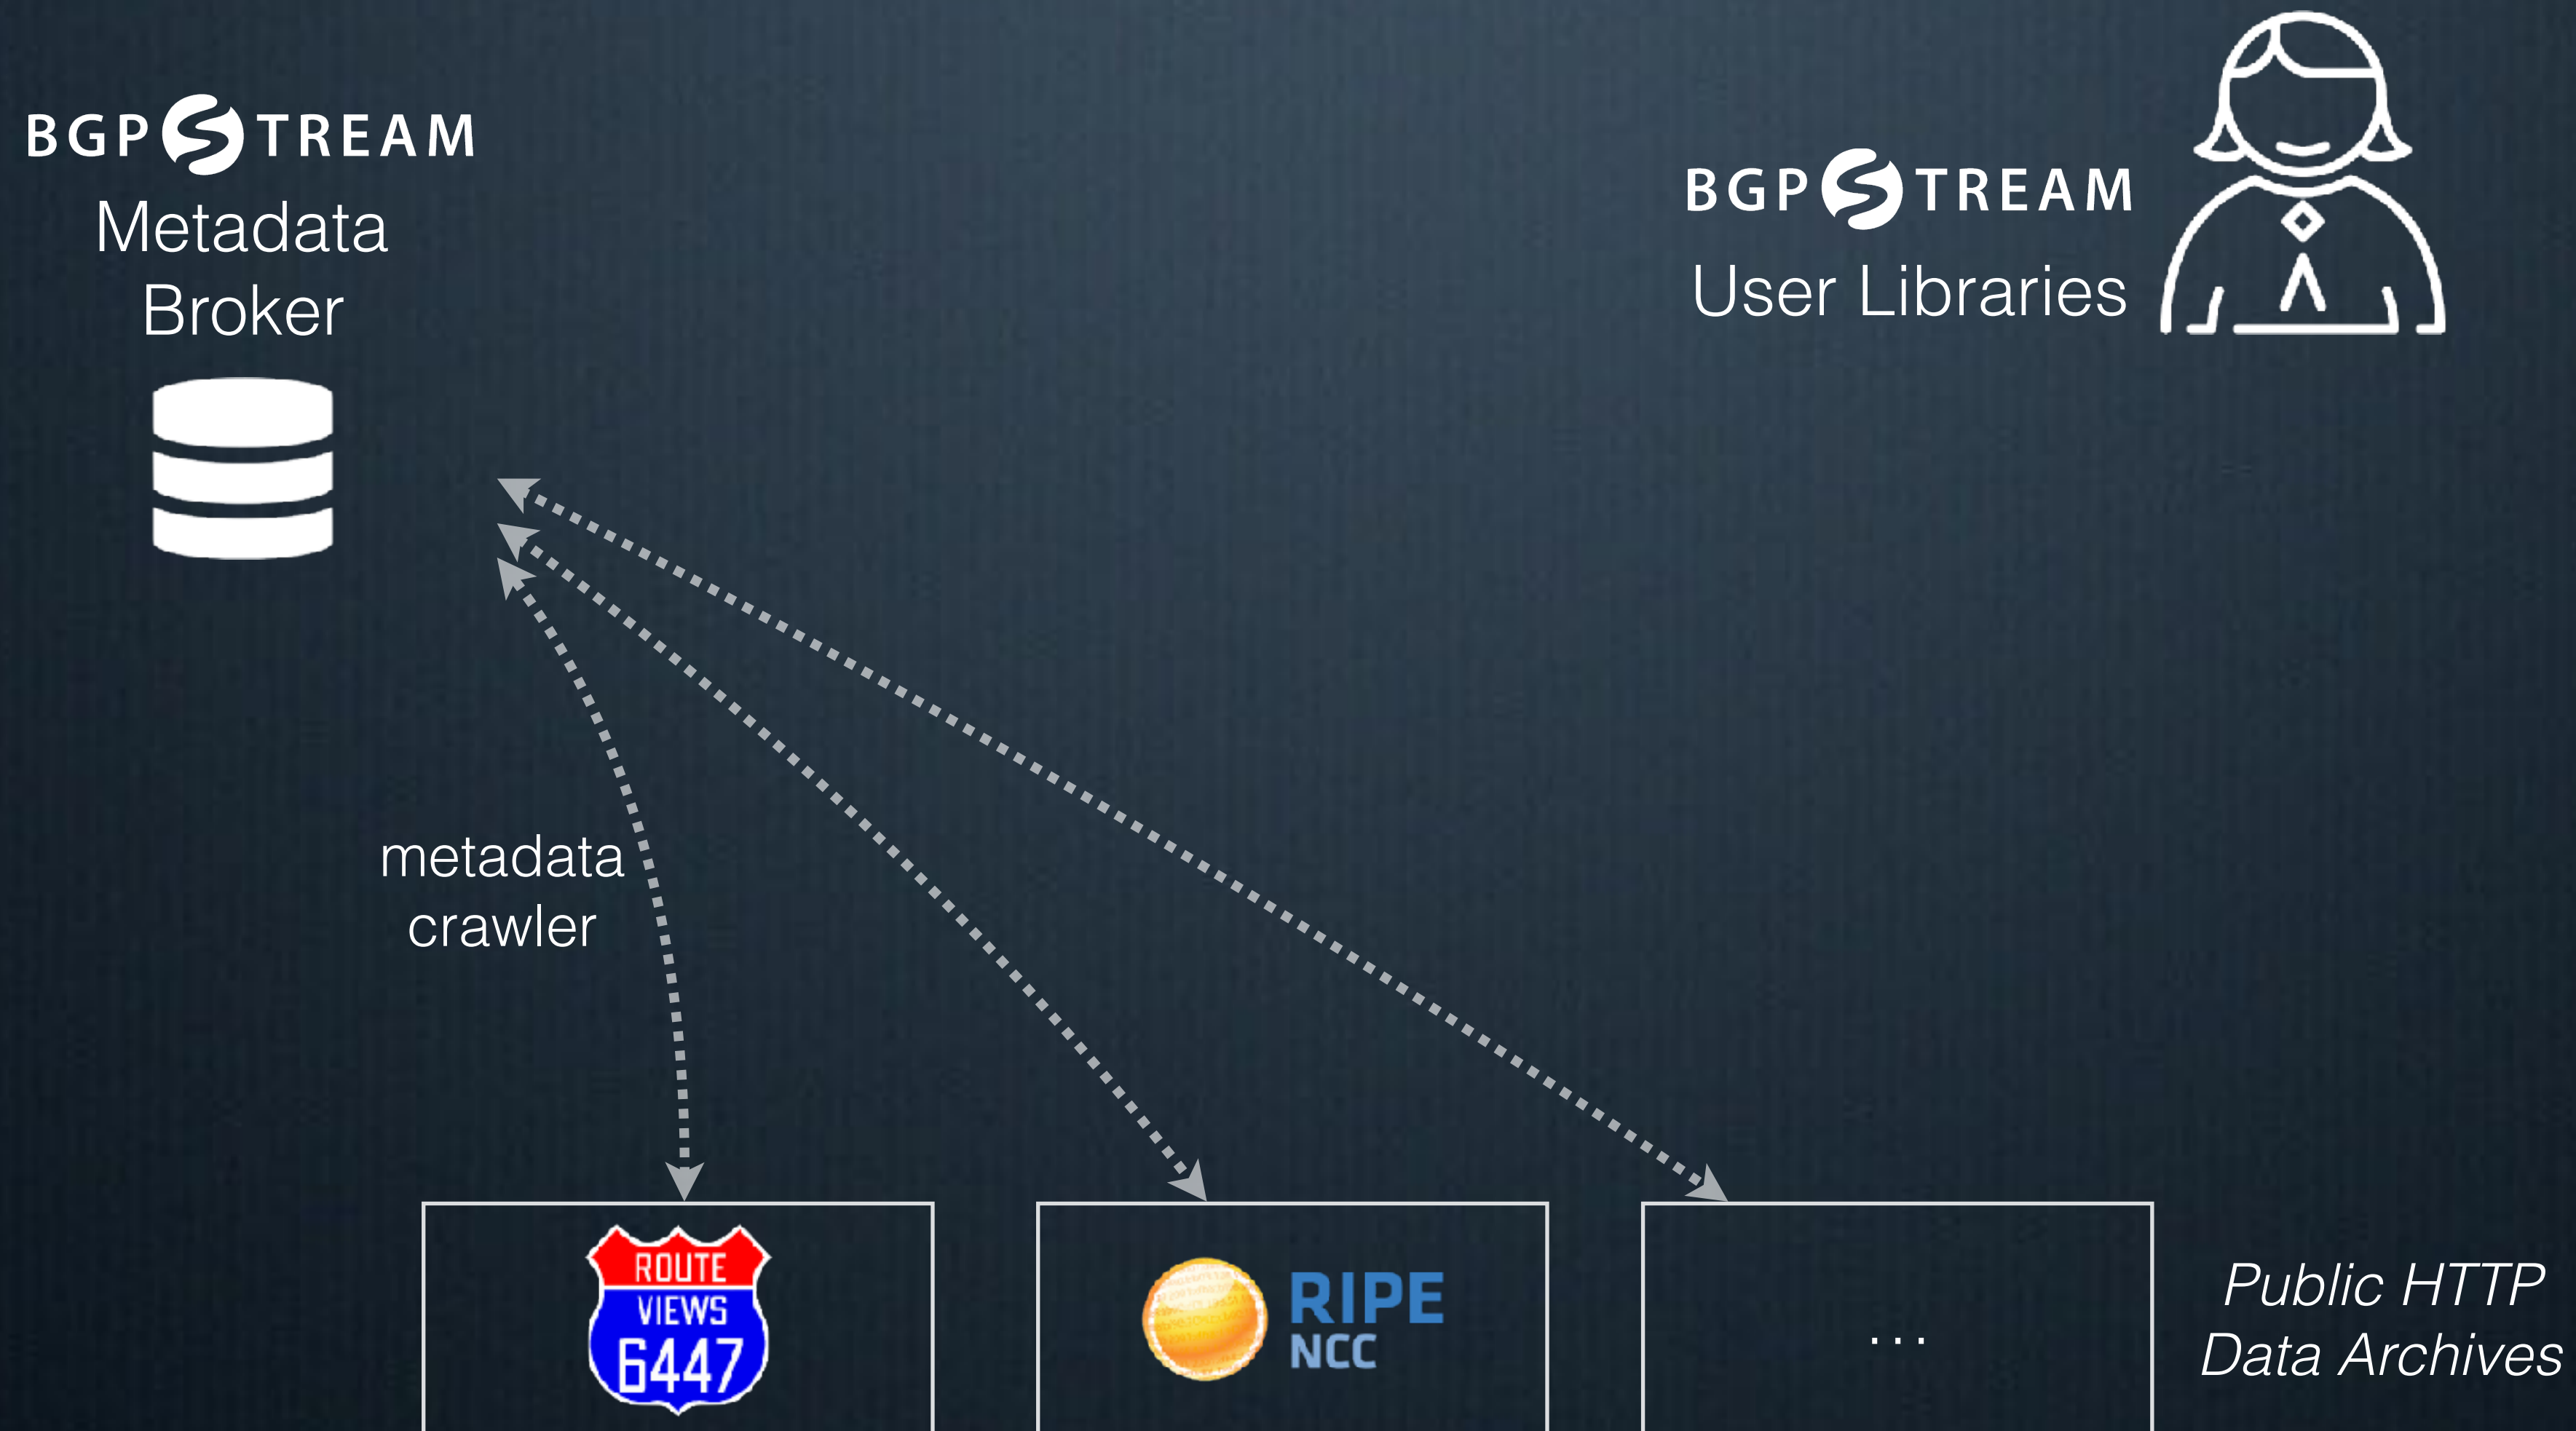 BGPSTREAM
Metadata
Broker
BGPSTREAM
User Libraries
metadata
crawler
ROUTE
VIEWS
6447
RIPE
NCC
...
Public HTTP
Data Archives